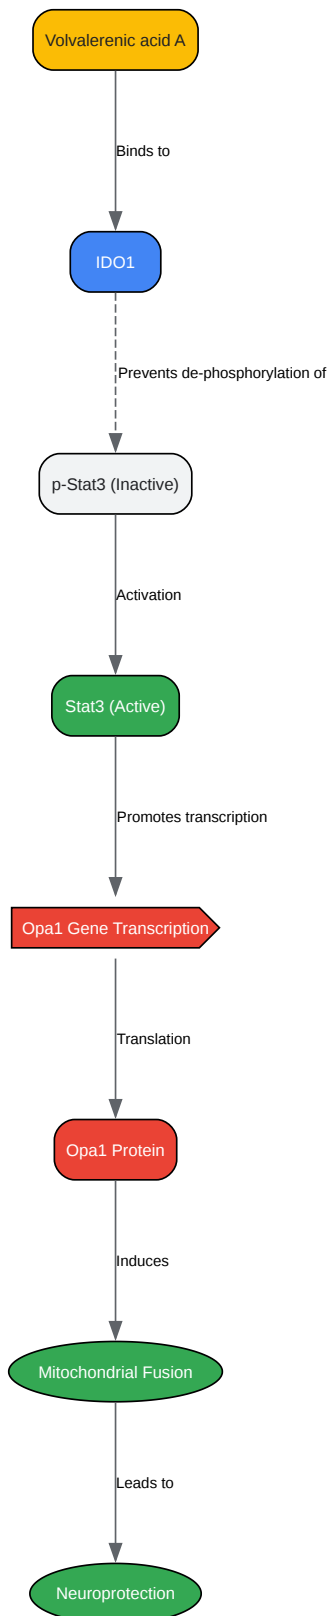 Volvalerenic acid A
Binds to
IDO1
Prevents de-phosphorylation of
p-Stat3 (Inactive)
Activation
Stat3 (Active)
Promotes transcription
Opa1 Gene Transcription
Translation
Opa1 Protein
Induces
Mitochondrial Fusion
Leads to
Neuroprotection